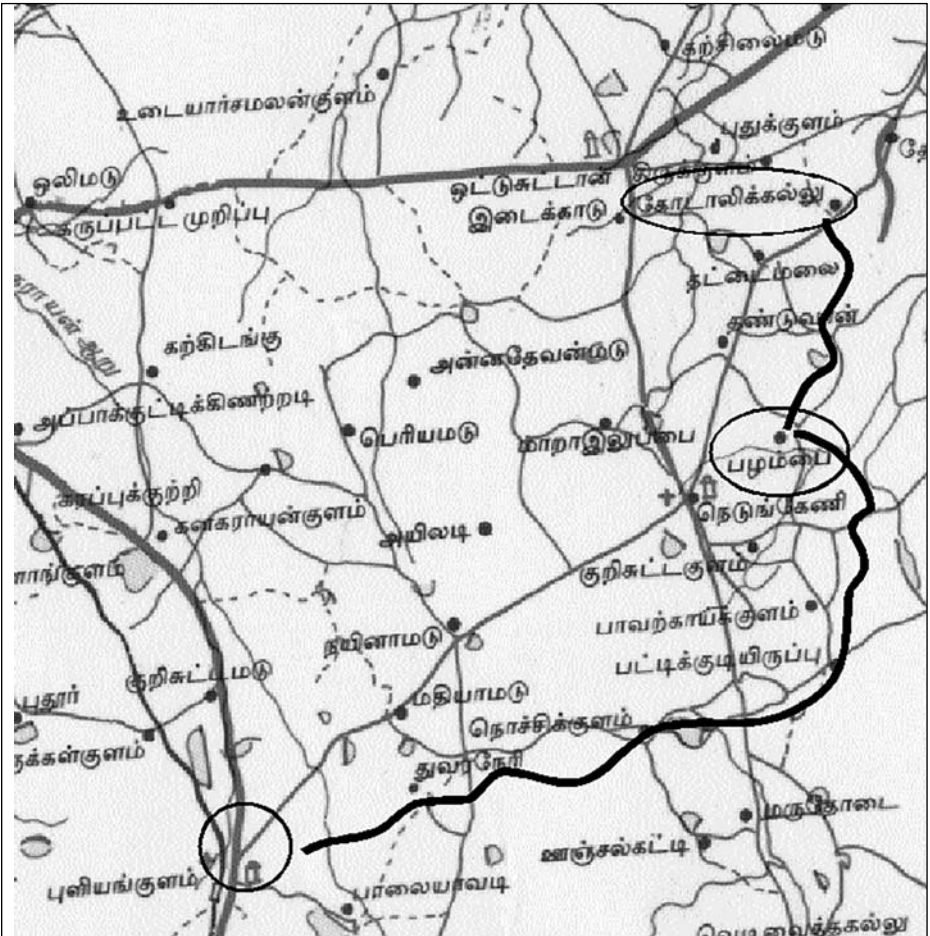 கற்சிலைமடு
உடையார்சமலன்குளம்
புதுக்குளம்
ஒலிமடு
ஒட்டுசுட்டான்
கருப்பட்ட முறிப்பு
இடைக்காடு
கோடாலிக்கல்லு
தட்டைமலை
தண்டுவான்
கற்கிடங்கு
அன்னதேவன்மடு
அப்பாக்குட்டிக்கிணற்றடி
பெரியமடு
மாறாஇலுப்பை
பழம்பை
கரப்புக்குற்றி
கனகராயன்குளம்
அயிலடி
நெடுங்கேணி
குறிசுட்டகுளம்
நயினாமடு
பாவற்காய்க்குளம்
பட்டிக்குடியிருப்பு
குறிசுட்டமடு
புதூர்
மதியாமடு
நொச்சிக்குளம்
துவரநேரி
மருதோடை
ஊஞ்சல்கட்டி
புளியங்குளம்
பாலையாவடி